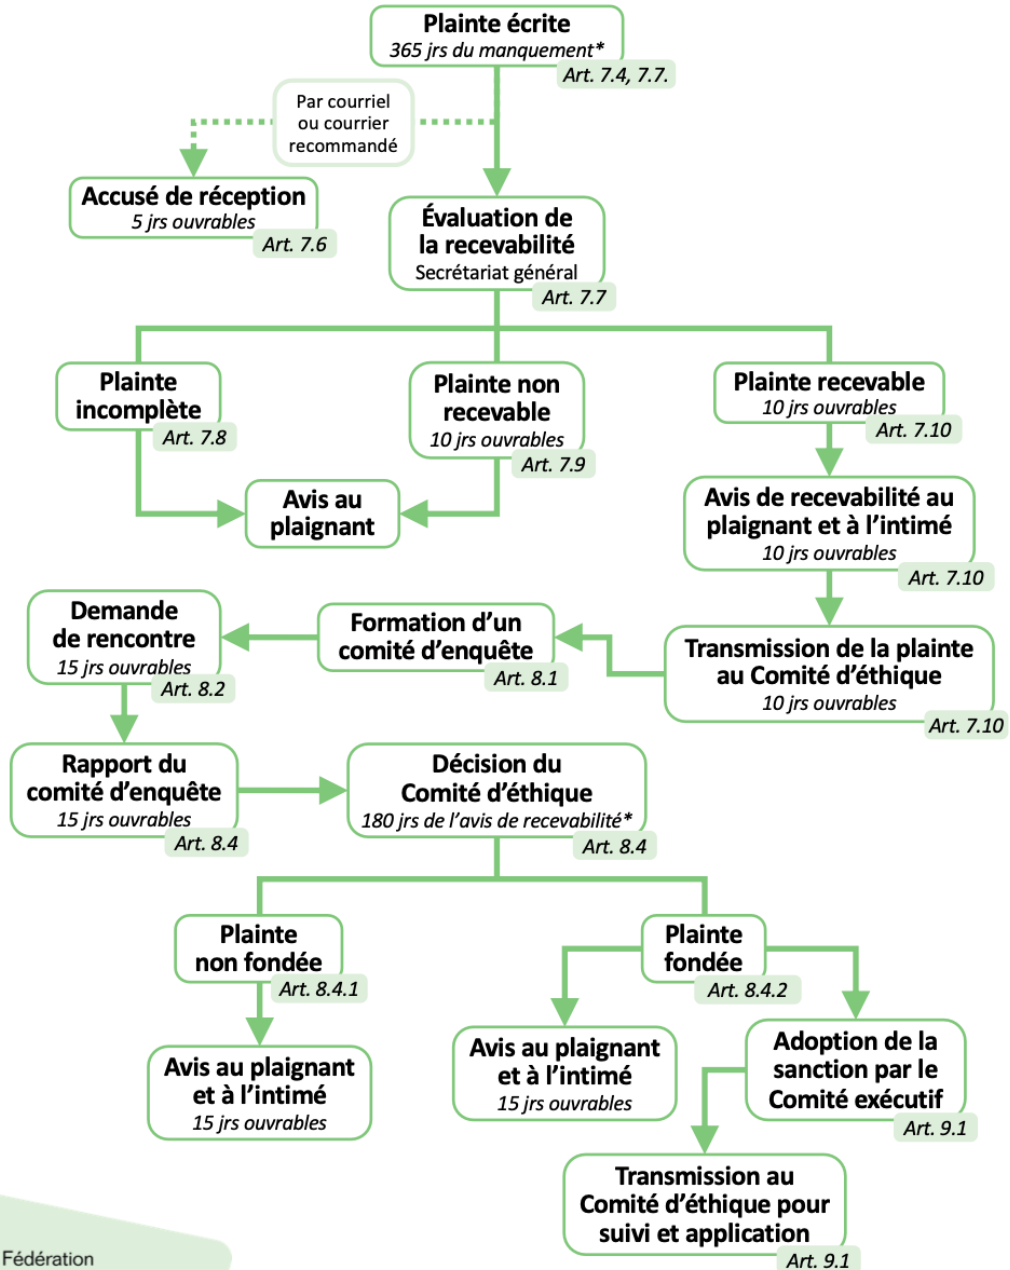 Plainte écrite
365 jrs du manquement*
Art. 7.4, 7.7.
Par courriel
ou courrier
recommandé
Accusé de réception
5 jrs ouvrables
Art. 7.6
Évaluation de
la recevabilité
Secrétariat général
Art. 7.7
Plainte
incomplète
Art. 7.8
Plainte non
recevable
10 jrs ouvrables
Art. 7.9
Plainte recevable
10 jrs ouvrables
Art. 7.10
Avis au
plaignant
Avis de recevabilité au
plaignant et à l'intimé
10 jrs ouvrables
Art. 7.10
Transmission de la plainte
au Comité d'éthique
10 jrs ouvrables
Art. 7.10
Formation d'un
comité d'enquête
Art. 8.1
Demande
de rencontre
15 jrs ouvrables
Art. 8.2
Rapport du
comité d'enquête
15 jrs ouvrables
Art. 8.4
Décision du
Comité d'éthique
180 jrs de l'avis de recevabilité*
Art. 8.4
Plainte
non fondée
Art. 8.4.1
Avis au plaignant
et à l'intimé
15 jrs ouvrables
Plainte
fondée
Art. 8.4.2
Avis au plaignant
et à l'intimé
15 jrs ouvrables
Adoption de la
sanction par le
Comité exécutif
Art. 9.1
Transmission au
Comité d'éthique pour
suivi et application
Art. 9.1
Fédération